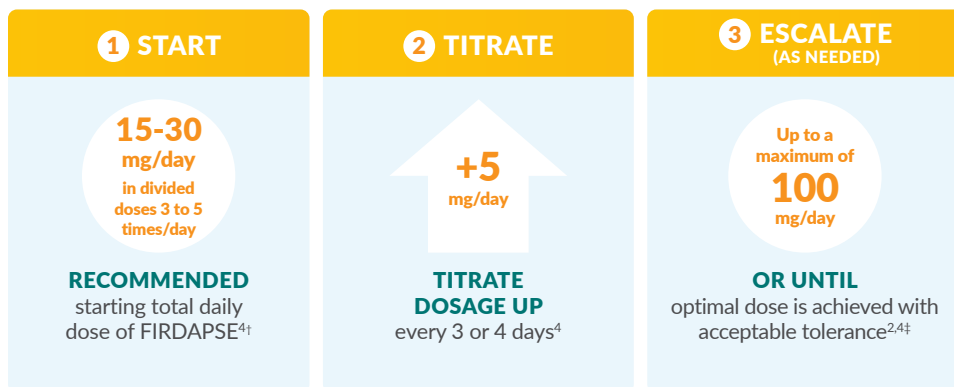 1 START
15-30
mg/day
in divided
doses 3 to 5
times/day
RECOMMENDED
starting total daily
dose of FIRDAPSE4†
2 TITRATE
+5
mg/day
TITRATE
DOSAGE UP
every 3 or 4 days4
3 ESCALATE
(AS NEEDED)
Up to a
maximum of
100
mg/day
OR UNTIL
optimal dose is achieved with
acceptable tolerance2,4‡